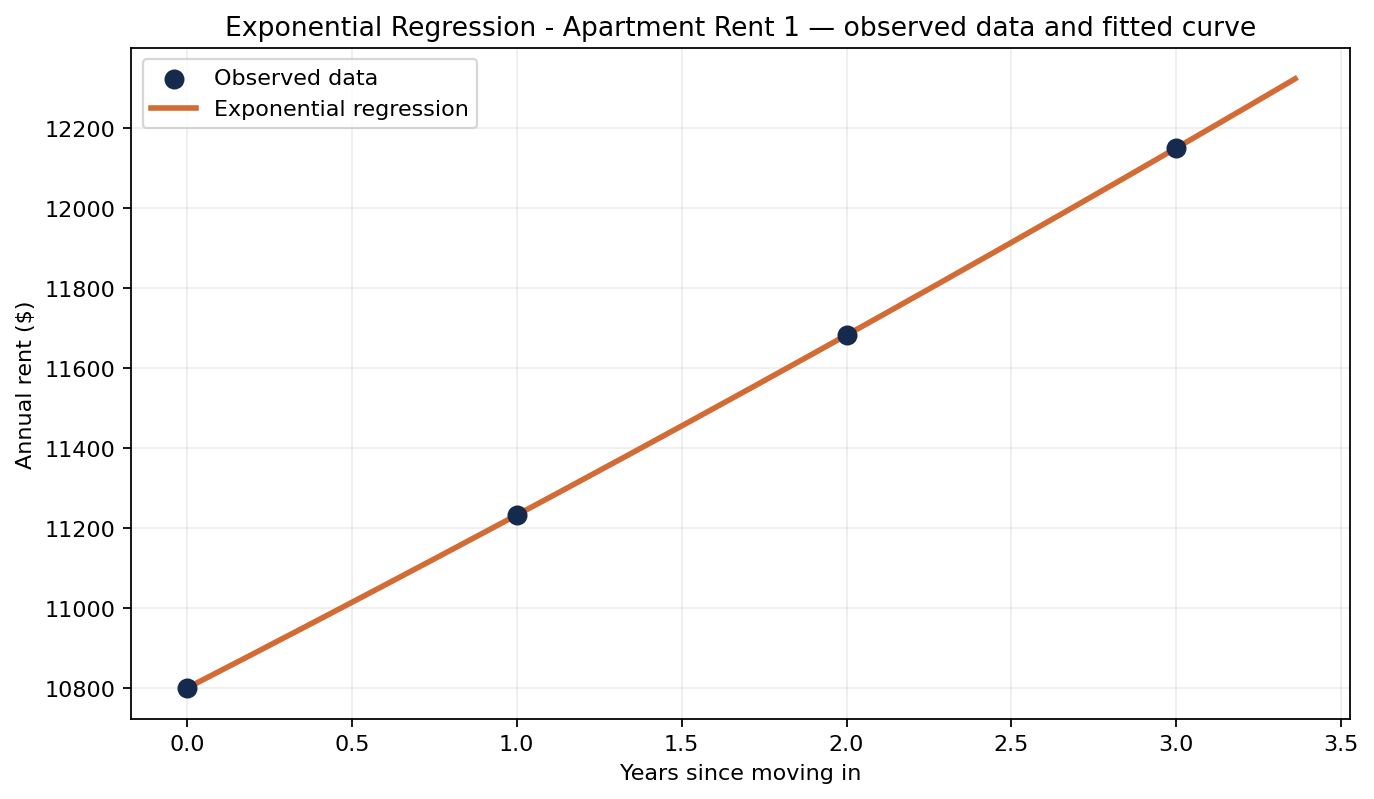 Exponential Regression - Apartment Rent 1 — observed data and fitted curve
Observed data
Exponential regression
Annual rent ($)
12200
12000
11800
11600
11400
11200
11000
10800
0.0 0.5 1.0 1.5 2.0 2.5 3.0 3.5
Years since moving in